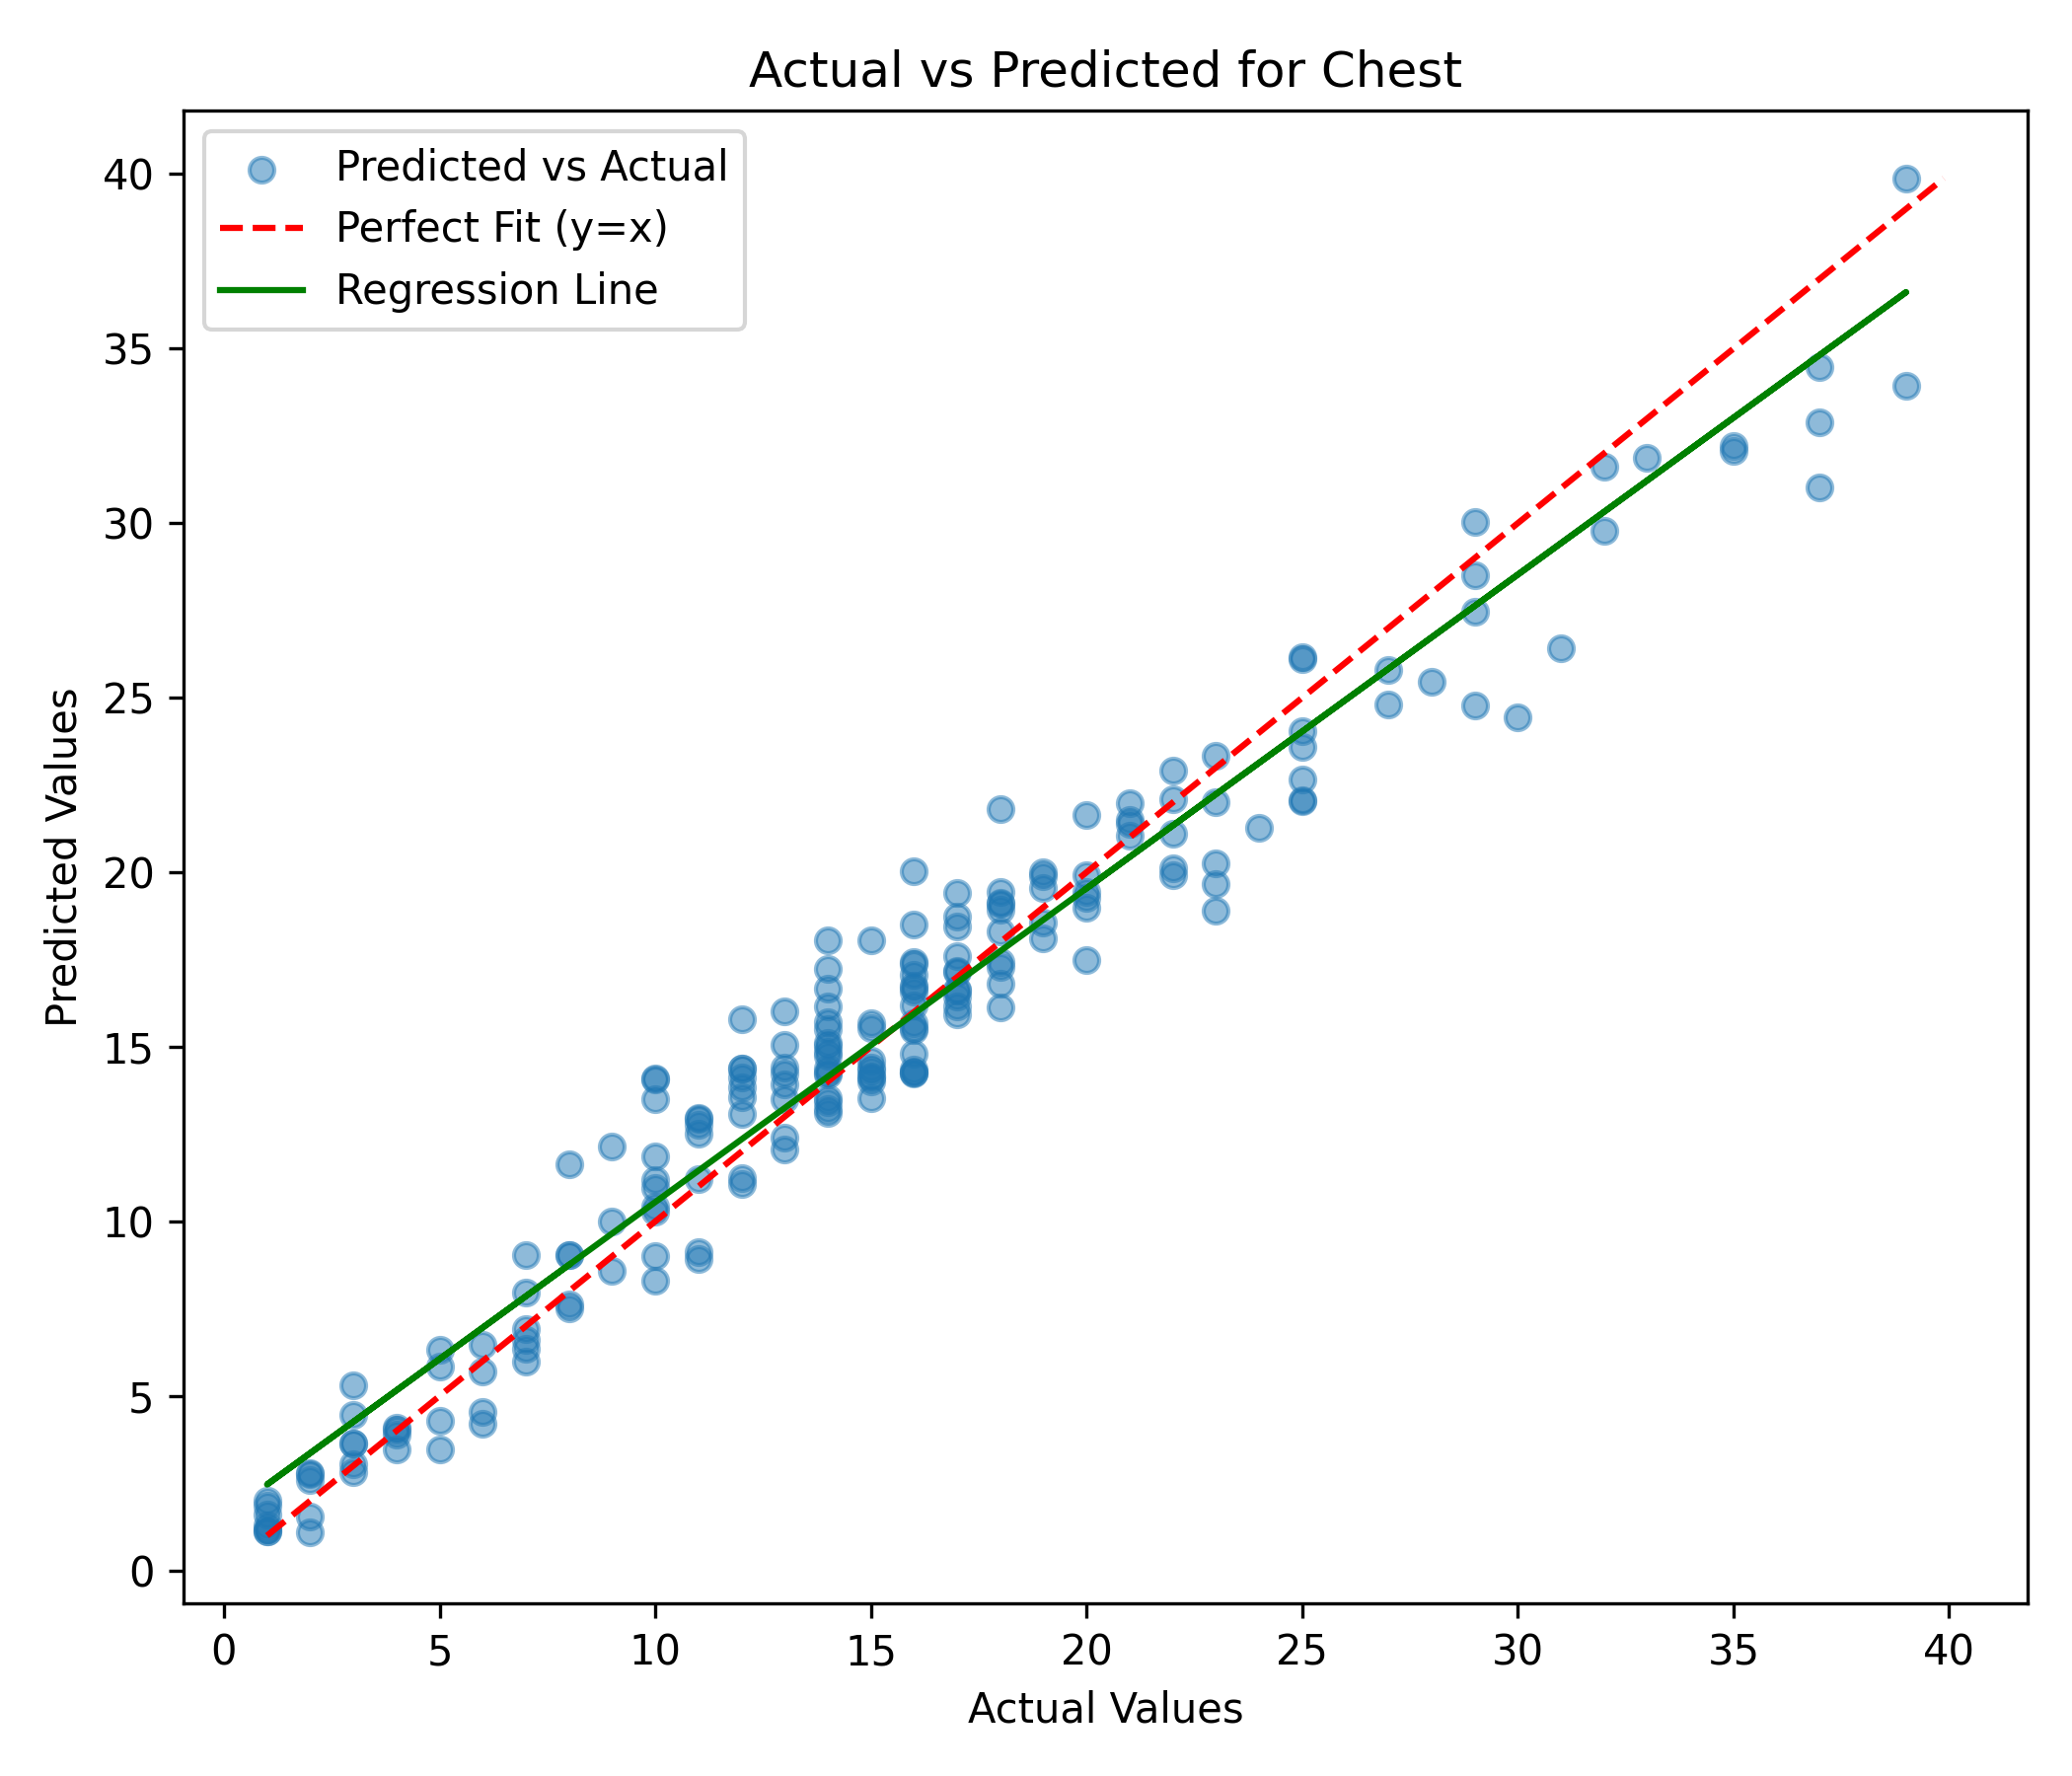 Actual vs Predicted for Chest
Predicted vs Actual
Perfect Fit (y=x)
Regression Line
40
35
30
25
20
15
10
5
0
Predicted Values
0 5 10 15 20 25 30 35 40
Actual Values